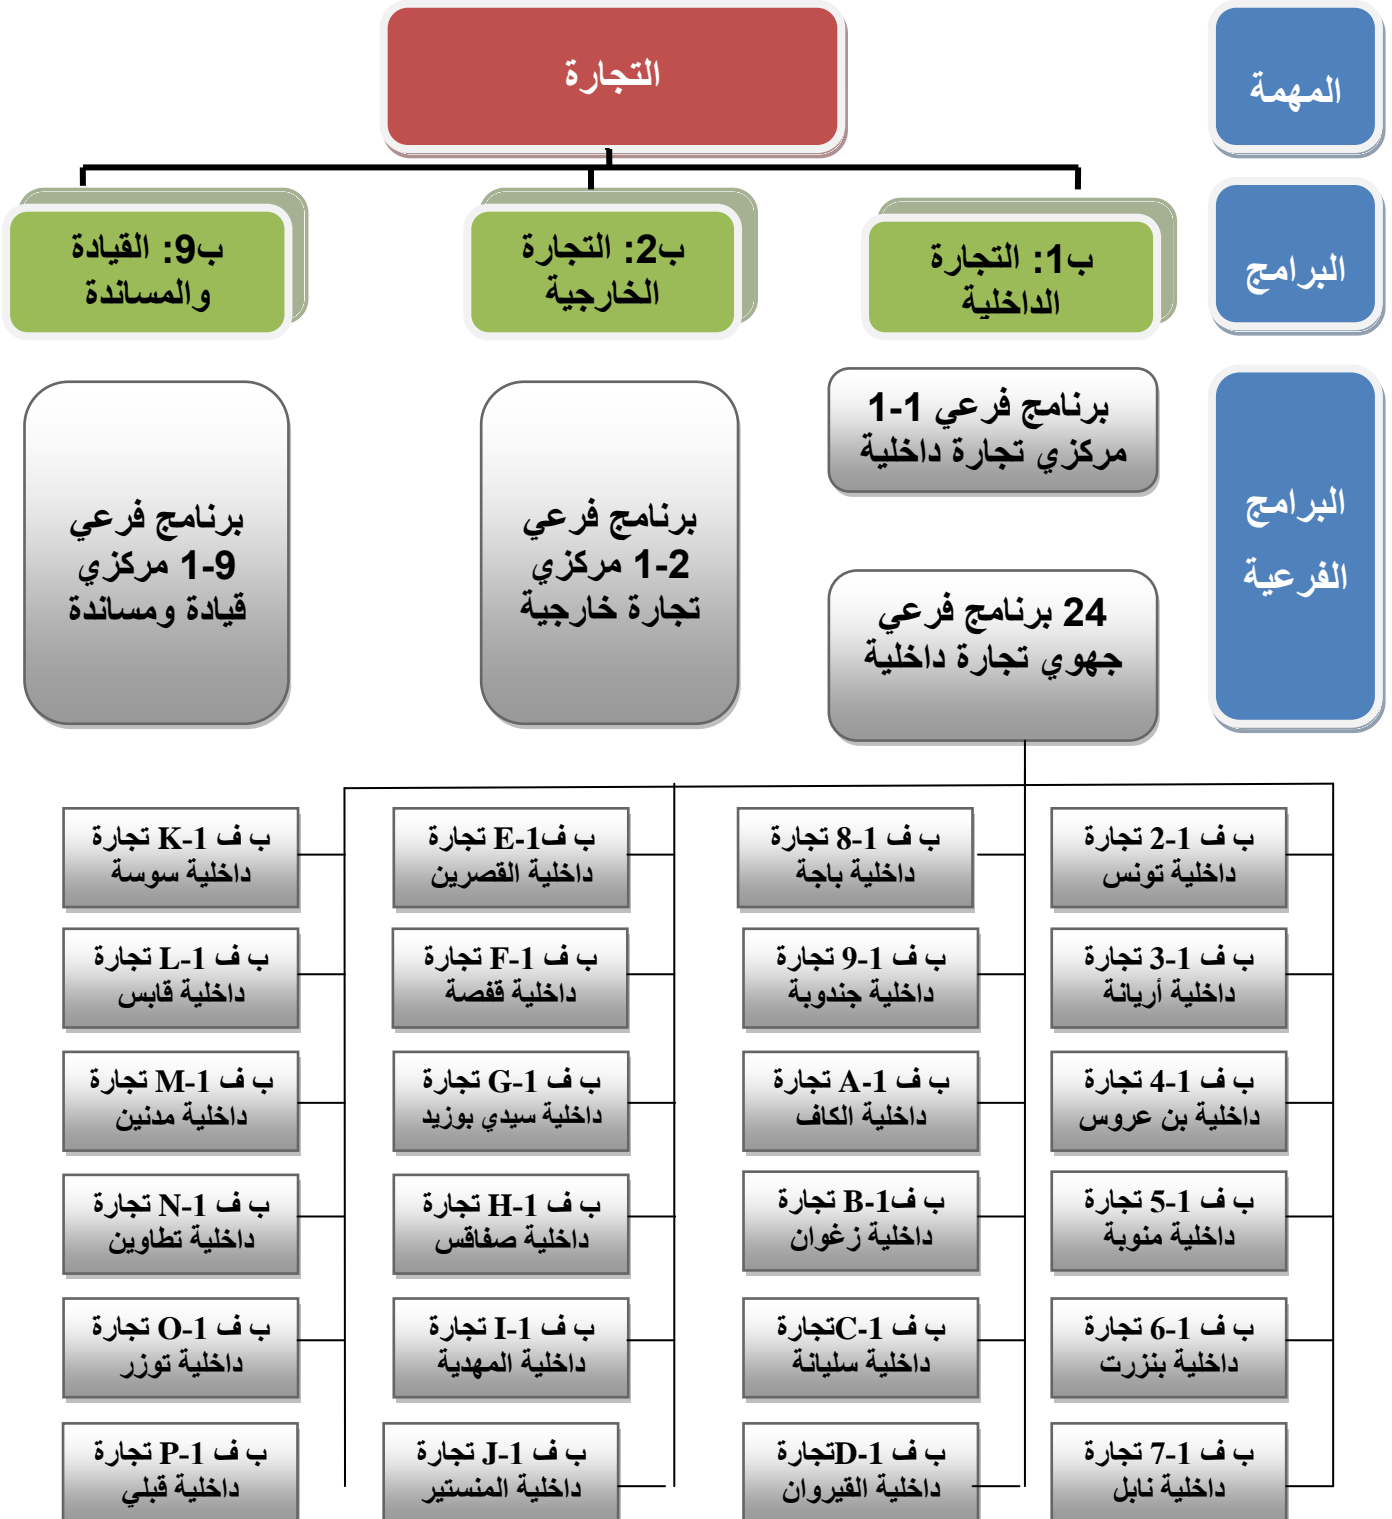 المهمة
التجارة
البرامج
ب1: التجارة
الداخلية
ب2: التجارة
الخارجية
ب9: القيادة
والمساندة
البرامج
الفرعية
برنامج فرعي 1-1
مركزي تجارة داخلية
24 برنامج فرعي
جهوي تجارة داخلية
برنامج فرعي
2-1 مركزي
تجارة خارجية
برنامج فرعي
9-1 مركزي
قيادة ومساندة
ب ف 1-2 تجارة
داخلية تونس
ب ف 1-3 تجارة
داخلية أريانة
ب ف 1-4 تجارة
داخلية بن عروس
ب ف 1-5 تجارة
داخلية منوبة
ب ف 1-6 تجارة
داخلية بنزرت
ب ف 1-7 تجارة
داخلية نابل
ب ف 1-8 تجارة
داخلية باجة
ب ف 1-9 تجارة
داخلية جندوبة
ب ف 1-A تجارة
داخلية الكاف
ب ف1-B تجارة
داخلية زغوان
ب ف 1-Cتجارة
داخلية سليانة
ب ف 1-Dتجارة
داخلية القيروان
ب ف1-E تجارة
داخلية القصرين
ب ف 1-F تجارة
داخلية قفصة
ب ف 1-G تجارة
داخلية سيدي بوزيد
ب ف 1-H تجارة
داخلية صفاقس
ب ف 1-I تجارة
داخلية المهدية
ب ف 1-J تجارة
داخلية المنستير
ب ف 1-K تجارة
داخلية سوسة
ب ف 1-L تجارة
داخلية قابس
ب ف 1-M تجارة
داخلية مدنين
ب ف 1-N تجارة
داخلية تطاوين
ب ف 1-O تجارة
داخلية توزر
ب ف 1-P تجارة
داخلية قبلي